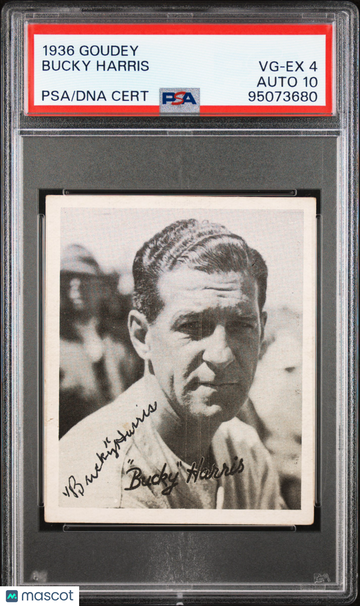 1936 GOUDEY
BUCKY HARRIS
VG-EX 4
AUTO 10
PSA/DNA CERT
PSA
95073680
"Bucky" Harris
"Bucky" Harris
mascot